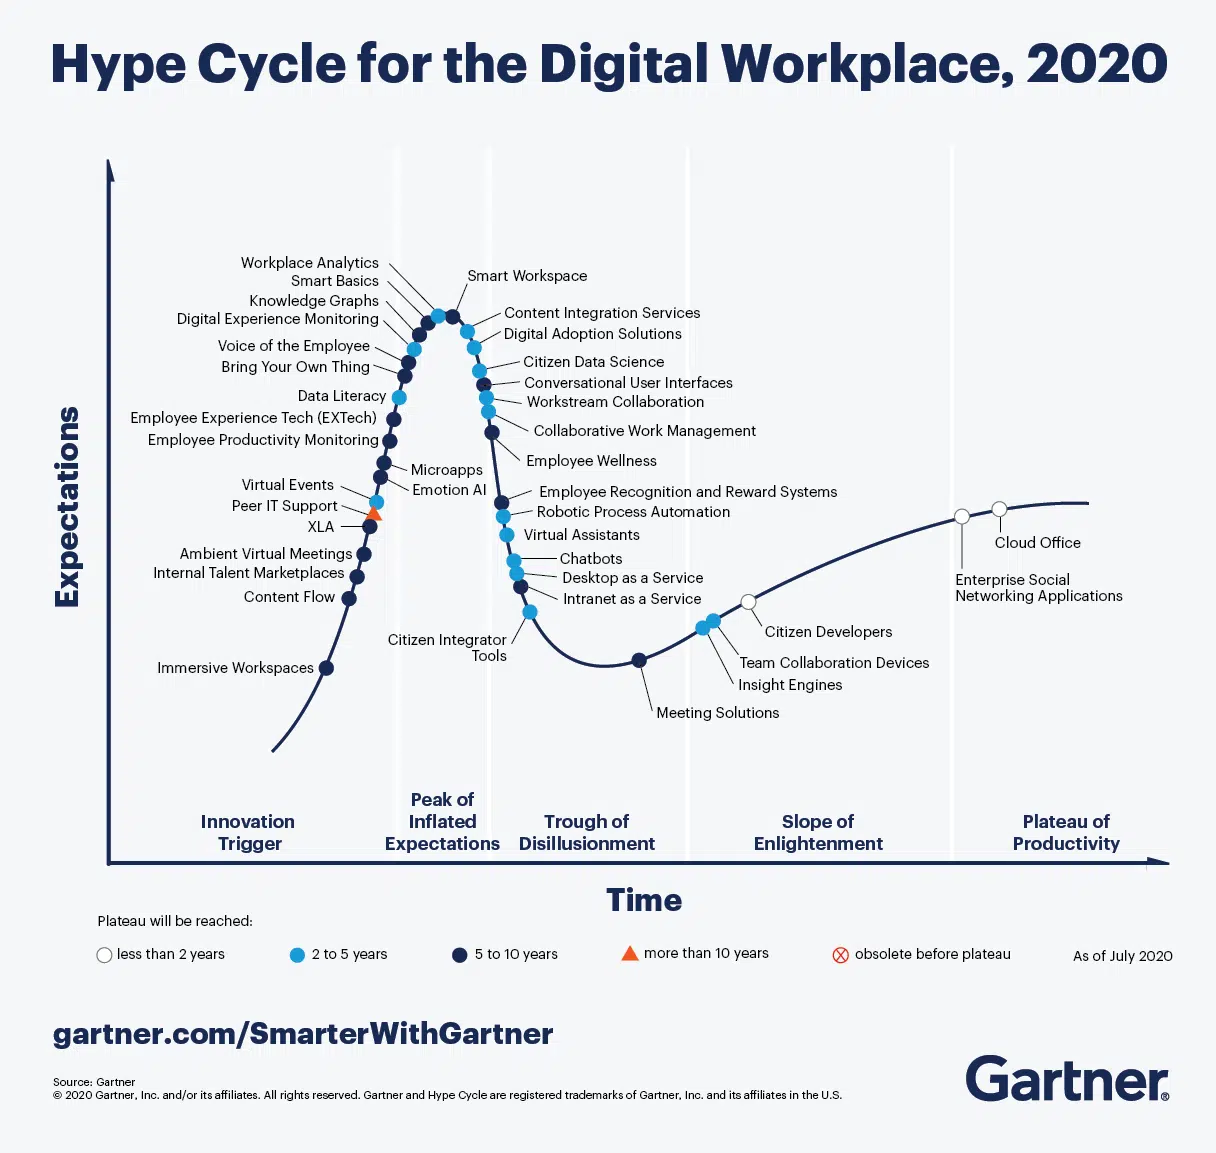 Hype Cycle for the Digital Workplace, 2020
Expectations
Workplace Analytics
Smart Basics
Knowledge Graphs
Digital Experience Monitoring
Voice of the Employee
Bring Your Own Thing
Data Literacy
Employee Experience Tech (EXTech)
Employee Productivity Monitoring
Microapps
Emotion AI
Virtual Events
Peer IT Support
XLA
Ambient Virtual Meetings
Internal Talent Marketplaces
Content Flow
Immersive Workspaces
Smart Workspace
Content Integration Services
Digital Adoption Solutions
Citizen Data Science
Conversational User Interfaces
Workstream Collaboration
Collaborative Work Management
Employee Wellness
Employee Recognition and Reward Systems
Robotic Process Automation
Virtual Assistants
Chatbots
Desktop as a Service
Intranet as a Service
Citizen Integrator
Tools
Meeting Solutions
Insight Engines
Team Collaboration Devices
Citizen Developers
Enterprise Social
Networking Applications
Cloud Office
Innovation
Trigger
Peak of
Inflated
Expectations
Trough of
Disillusionment
Slope of
Enlightenment
Plateau of
Productivity
Time
Plateau will be reached:
less than 2 years
2 to 5 years
5 to 10 years
more than 10 years
obsolete before plateau
As of July 2020
gartner.com/SmarterWithGartner
Source: Gartner
© 2020 Gartner, Inc. and/or its affiliates. All rights reserved. Gartner and Hype Cycle are registered trademarks of Gartner, Inc. and its affiliates in the U.S.
Gartner®